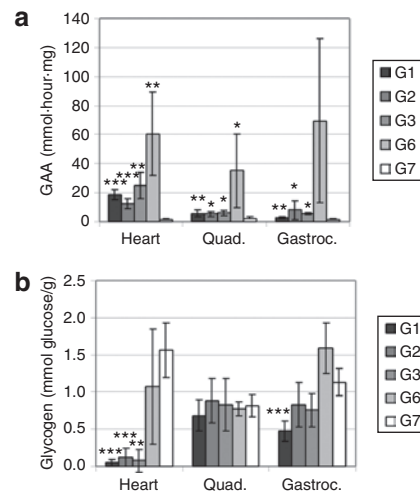 a
GAA (mmol·hour·mg)
140
120
100
80
60
40
20
0
*** *** ** **
** * * *
** * *
Heart Quad. Gastroc.
G1
G2
G3
G6
G7
b
Glycogen (mmol glucose/g)
2.5
2.0
1.5
1.0
0.5
0.0
*** *** **
***
Heart Quad. Gastroc.
G1
G2
G3
G6
G7